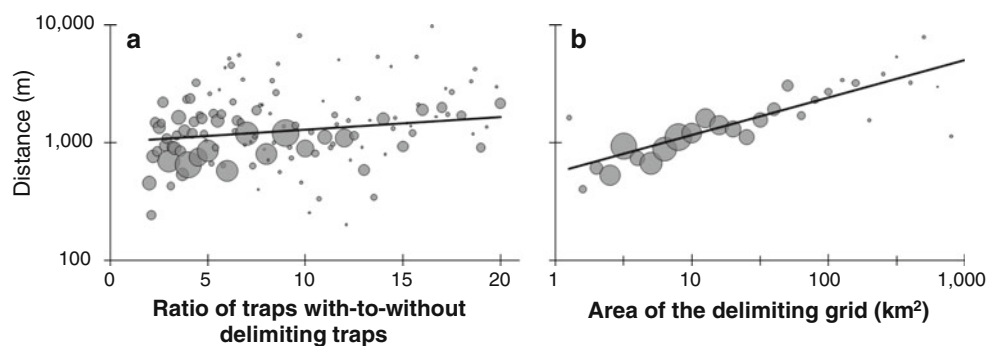 10,000
a
b
Distance (m)
1,000
100
0 5 10 15 20
1 10 100 1,000
Ratio of traps with-to-without
delimiting traps
Area of the delimiting grid (km²)